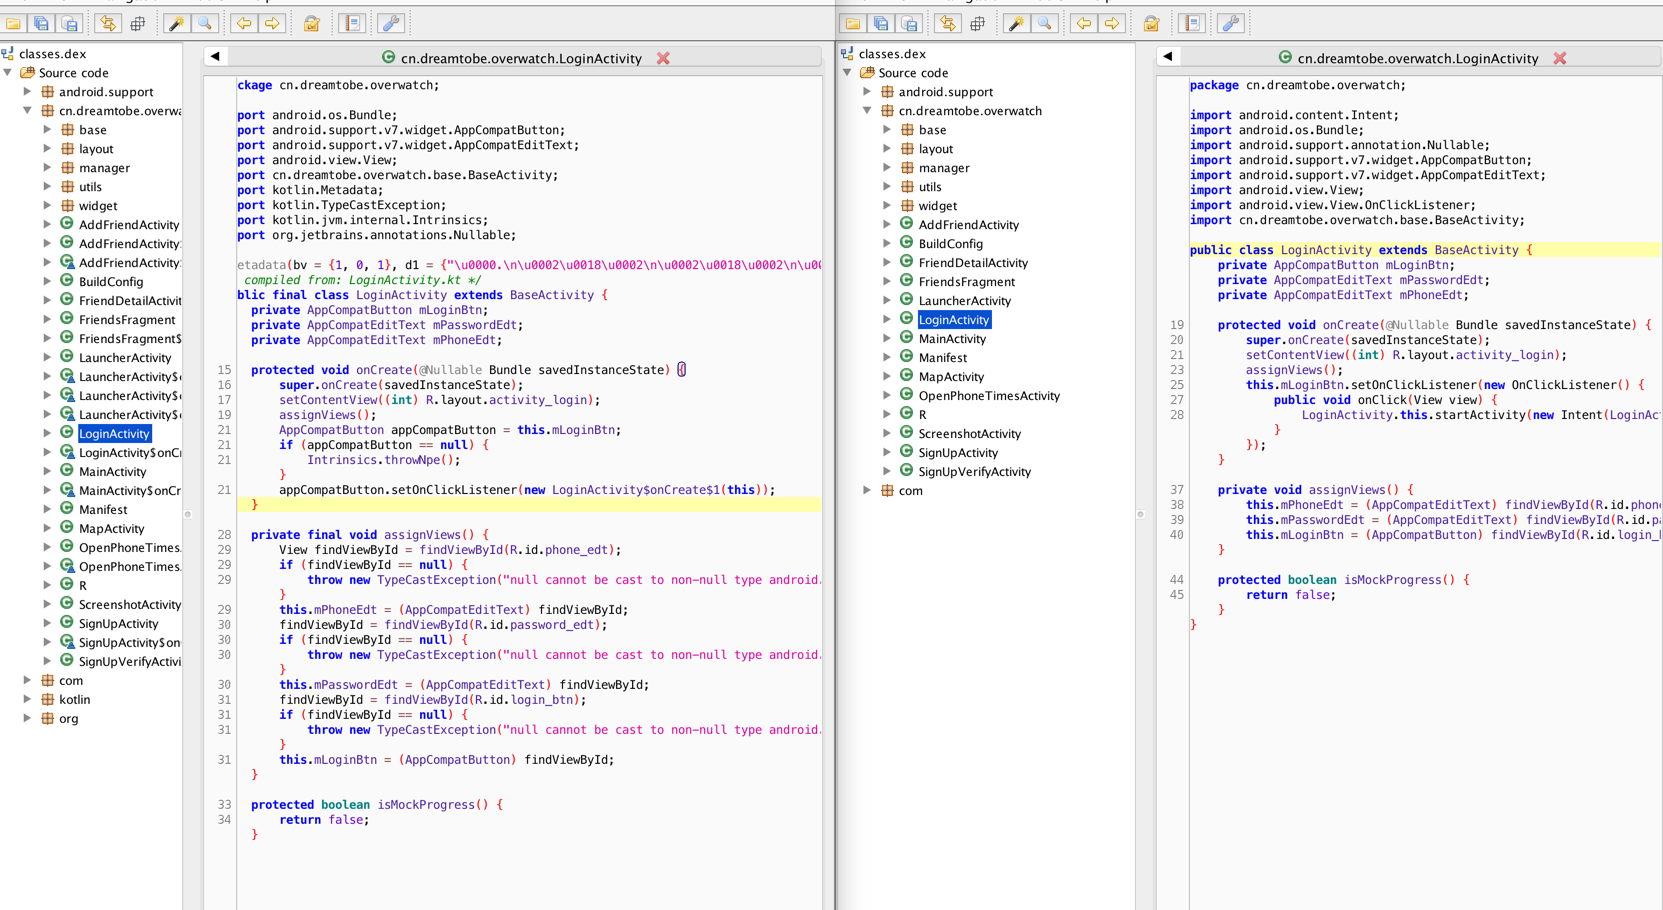 classes.dex
Source code
android.support
cn.dreamtobe.overwa
base
layout
manager
utils
widget
AddFriendActivity
AddFriendActivity
AddFriendActivity
BuildConfig
FriendDetailActivit
FriendsFragment
FriendsFragment$
LauncherActivity
LauncherActivity$
LauncherActivity$
LauncherActivity$
LoginActivity
LoginActivity$onC
MainActivity
MainActivity$onCr
Manifest
MapActivity
OpenPhoneTimes
OpenPhoneTimes
R
ScreenshotActivity
SignUpActivity
SignUpActivity$on
SignUpVerifyActivi
com
kotlin
org
cn.dreamtobe.overwatch.LoginActivity
ckage cn.dreamtobe.overwatch;
port android.os.Bundle;
port android.support.v7.widget.AppCompatButton;
port android.support.v7.widget.AppCompatEditText;
port android.view.View;
port cn.dreamtobe.overwatch.base.BaseActivity;
port kotlin.Metadata;
port kotlin.TypeCastException;
port kotlin.jvm.internal.Intrinsics;
port org.jetbrains.annotations.Nullable;
etadata(bv = {1, 0, 1}, d1 = {"\u0000.\n\u0002\u0018\u0002\n\u0002\u0018\u0002\n\u00
compiled from: LoginActivity.kt */
blic final class LoginActivity extends BaseActivity {
private AppCompatButton mLoginBtn;
private AppCompatEditText mPasswordEdt;
private AppCompatEditText mPhoneEdt;
15 protected void onCreate(@Nullable Bundle savedInstanceState) {
16 super.onCreate(savedInstanceState);
17 setContentView((int) R.layout.activity_login);
19 assignViews();
21 AppCompatButton appCompatButton = this.mLoginBtn;
21 if (appCompatButton == null) {
21 Intrinsics.throwNpe();
}
21 appCompatButton.setOnClickListener(new LoginActivity$onCreate$1(this));
}
28 private final void assignViews() {
29 View findViewById = findViewById(R.id.phone_edt);
29 if (findViewById == null) {
29 throw new TypeCastException("null cannot be cast to non-null type android.
}
29 this.mPhoneEdt = (AppCompatEditText) findViewById;
30 findViewById = findViewById(R.id.password_edt);
30 if (findViewById == null) {
30 throw new TypeCastException("null cannot be cast to non-null type android.
}
30 this.mPasswordEdt = (AppCompatEditText) findViewById;
31 findViewById = findViewById(R.id.login_btn);
31 if (findViewById == null) {
31 throw new TypeCastException("null cannot be cast to non-null type android.
}
31 this.mLoginBtn = (AppCompatButton) findViewById;
}
33 protected boolean isMockProgress() {
34 return false;
}
classes.dex
Source code
android.support
cn.dreamtobe.overwatch
base
layout
manager
utils
widget
AddFriendActivity
BuildConfig
FriendDetailActivity
FriendsFragment
LauncherActivity
LoginActivity
MainActivity
Manifest
MapActivity
OpenPhoneTimesActivity
R
ScreenshotActivity
SignUpActivity
SignUpVerifyActivity
com
cn.dreamtobe.overwatch.LoginActivity
package cn.dreamtobe.overwatch;
import android.content.Intent;
import android.os.Bundle;
import android.support.annotation.Nullable;
import android.support.v7.widget.AppCompatButton;
import android.support.v7.widget.AppCompatEditText;
import android.view.View;
import android.view.View.OnClickListener;
import cn.dreamtobe.overwatch.base.BaseActivity;
public class LoginActivity extends BaseActivity {
private AppCompatButton mLoginBtn;
private AppCompatEditText mPasswordEdt;
private AppCompatEditText mPhoneEdt;
19 protected void onCreate(@Nullable Bundle savedInstanceState) {
20 super.onCreate(savedInstanceState);
21 setContentView((int) R.layout.activity_login);
23 assignViews();
25 this.mLoginBtn.setOnClickListener(new OnClickListener() {
27 public void onClick(View view) {
28 LoginActivity.this.startActivity(new Intent(LoginAc
}
});
}
37 private void assignViews() {
38 this.mPhoneEdt = (AppCompatEditText) findViewById(R.id.phon
39 this.mPasswordEdt = (AppCompatEditText) findViewById(R.id.p
40 this.mLoginBtn = (AppCompatButton) findViewById(R.id.login_
}
44 protected boolean isMockProgress() {
45 return false;
}
}